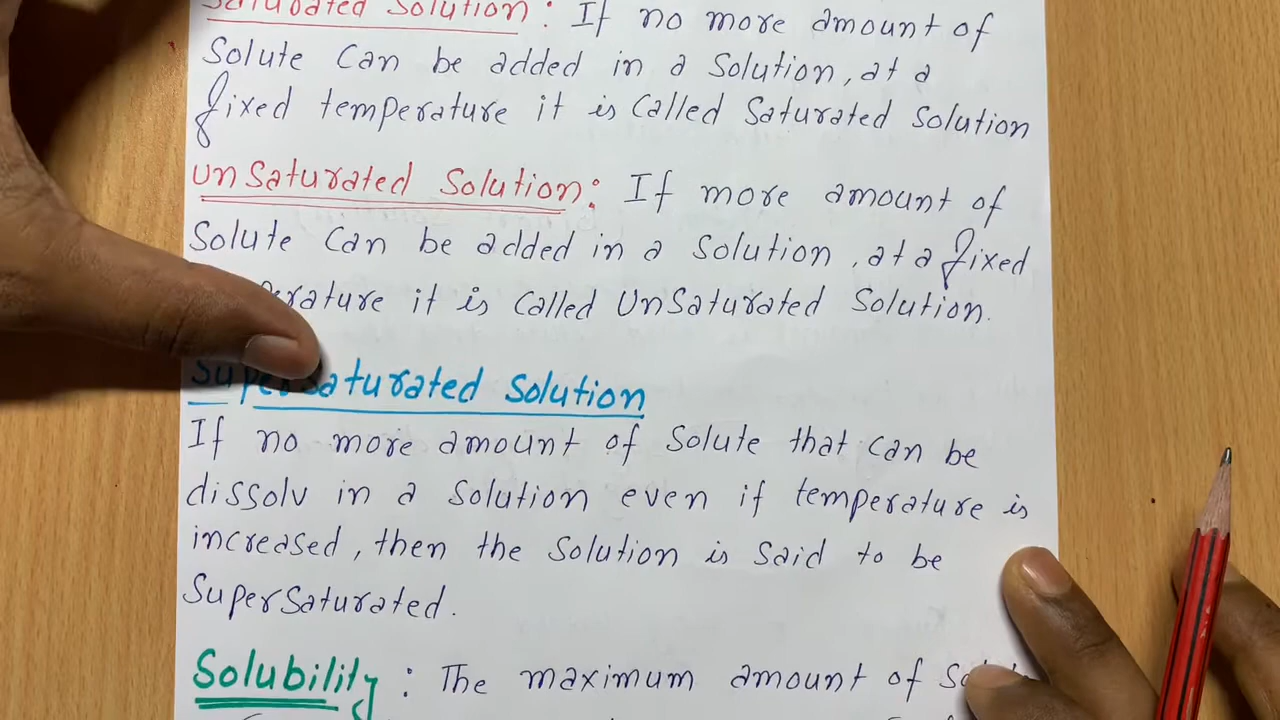 Saturated Solution : If no more amount of
Solute Can be added in a Solution, at a
fixed temperature it is Called Saturated Solution
Unsaturated Solution : If more amount of
Solute Can be added in a Solution, at a fixed
it is Called UnSaturated Solution.
SuperSaturated Solution
If no more amount of Solute that Can be
dissolv in a Solution even if temperature is
increased, then the Solution is Said to be
SuperSaturated.
Solubility : The maximum amount of